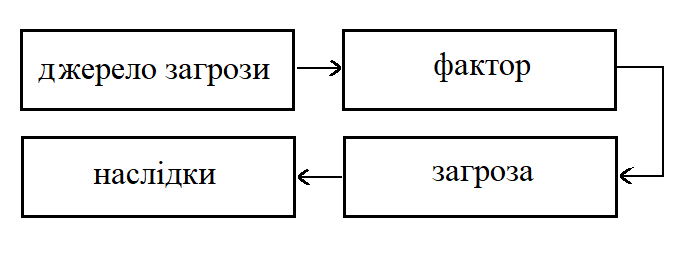 джерело загрози
фактор
загроза
наслідки